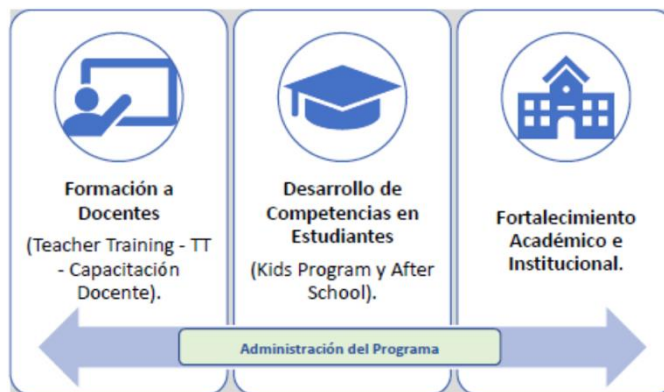 Formación a
Docentes
(Teacher Training - TT
- Capacitación
Docente).
Desarrollo de
Competencias en
Estudiantes
(Kids Program y After
School).
Fortalecimiento
Académico e
Institucional.
Administración del Programa